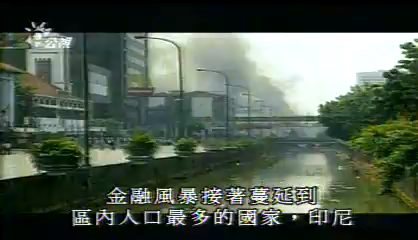 公視
金融風暴接著蔓延到
區內人口最多的國家，印尼